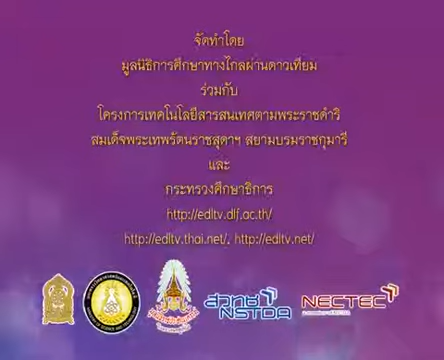 จัดทำโดย
มูลนิธิการศึกษาทางไกลผ่านดาวเทียม
ร่วมกับ
โครงการเทคโนโลยีสารสนเทศตามพระราชดำริ
สมเด็จพระเทพรัตนราชสุดาฯ สยามบรมราชกุมารี
และ
กระทรวงศึกษาธิการ
http://edltv.dlf.ac.th/
http://edltv.thai.net/, http://edltv.net/
สวทช NECTEC
NSTDA